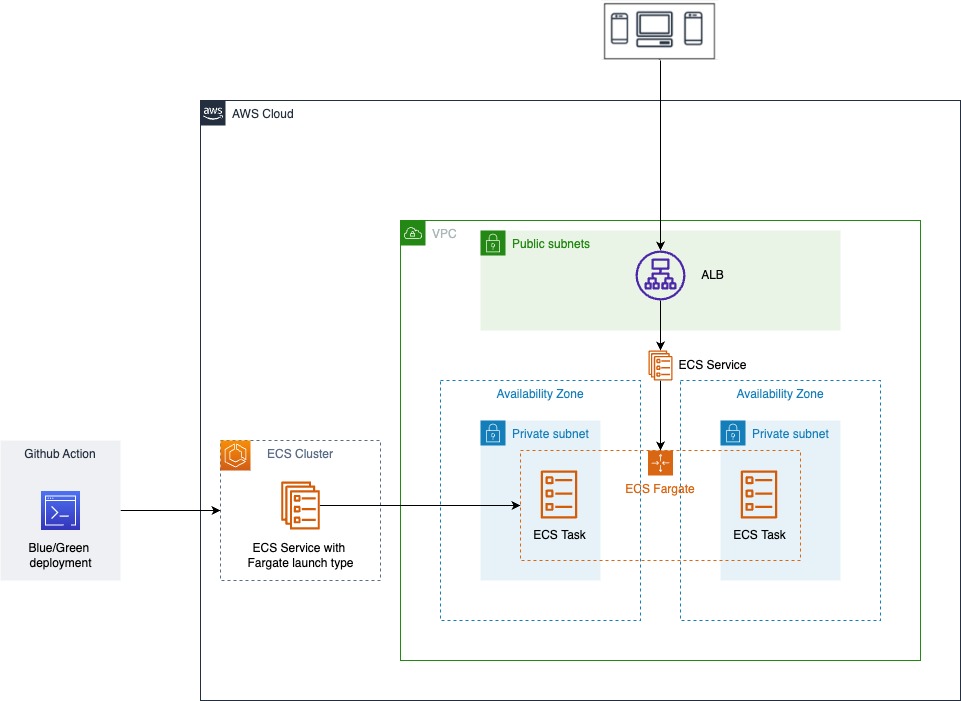 aws
AWS Cloud
VPC
Public subnets
ALB
ECS Service
Availability Zone
Availability Zone
Private subnet
Private subnet
Github Action
ECS Cluster
ECS Fargate
ECS Task
ECS Task
Blue/Green
deployment
ECS Service with
Fargate launch type